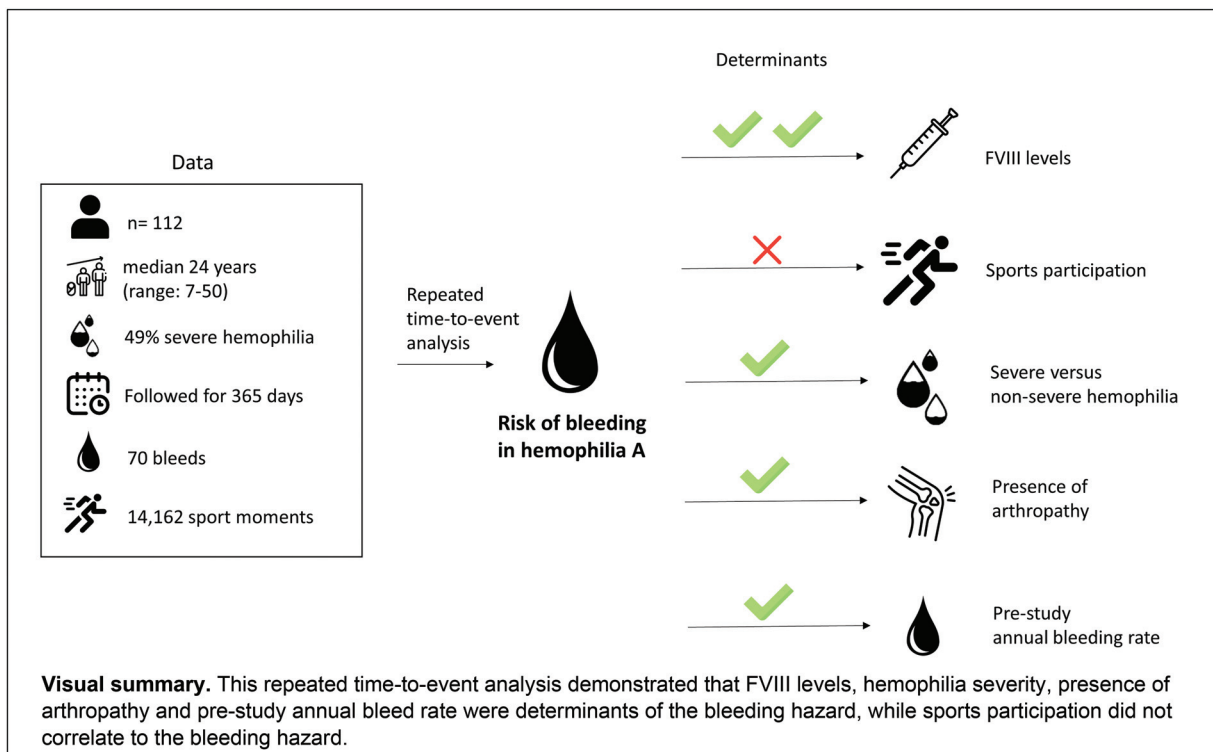 Data
n= 112
median 24 years
(range: 7-50)
49% severe hemophilia
Followed for 365 days
70 bleeds
14,162 sport moments
Repeated
time-to-event
analysis
Risk of bleeding
in hemophilia A
Determinants
FVIII levels
Sports participation
Severe versus
non-severe hemophilia
Presence of
arthropathy
Pre-study
annual bleeding rate
Visual summary. This repeated time-to-event analysis demonstrated that FVIII levels, hemophilia severity, presence of
arthropathy and pre-study annual bleed rate were determinants of the bleeding hazard, while sports participation did not
correlate to the bleeding hazard.